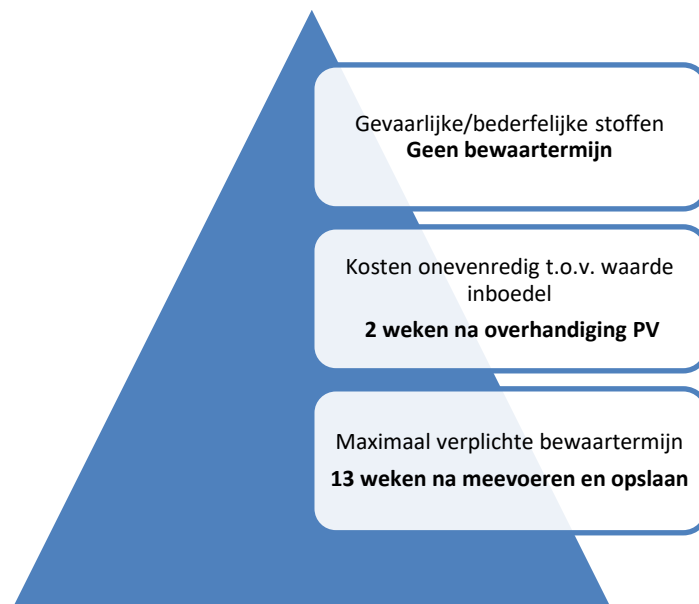 Gevaarlijke/bederfelijke stoffen
Geen bewaartermijn
Kosten onevenredig t.o.v. waarde
inboedel
2 weken na overhandiging PV
Maximaal verplichte bewaartermijn
13 weken na meevoeren en opslaan